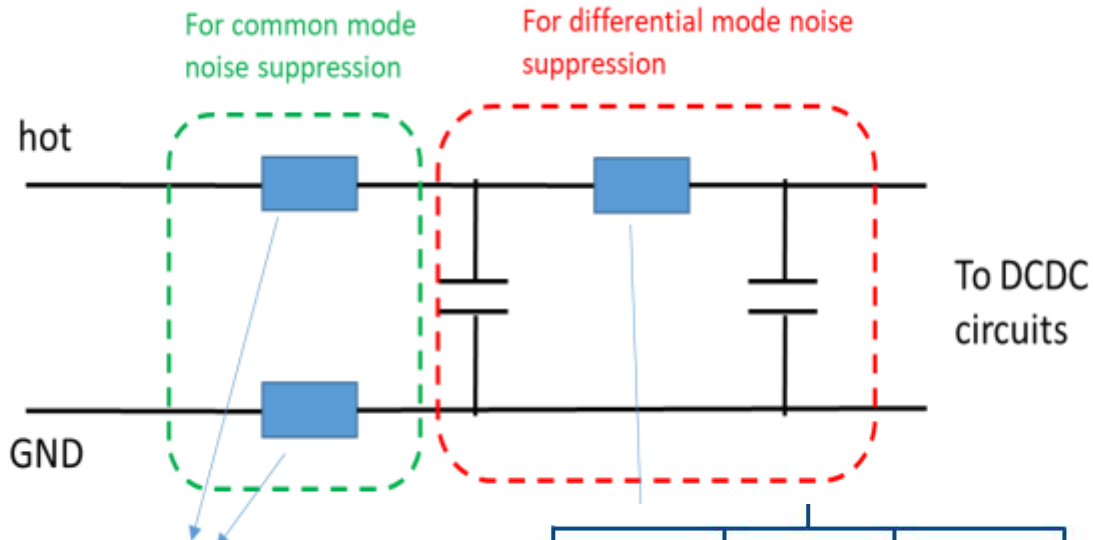 For common mode
noise suppression
For differential mode noise
suppression
hot
To DCDC
circuits
GND